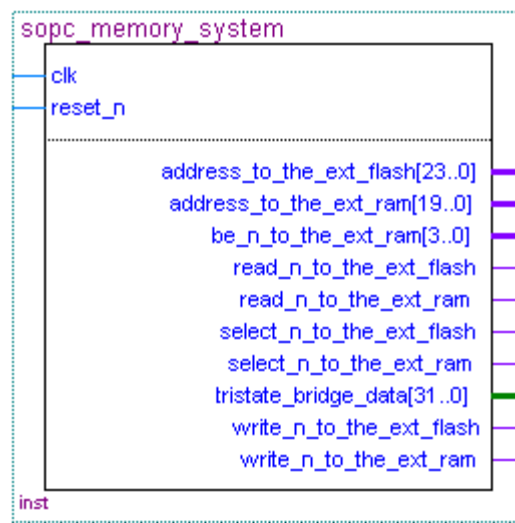 sopc_memory_system
clk
reset_n
address_to_the_ext_flash[23..0]
address_to_the_ext_ram[19..0]
be_n_to_the_ext_ram[3..0]
read_n_to_the_ext_flash
read_n_to_the_ext_ram
select_n_to_the_ext_flash
select_n_to_the_ext_ram
tristate_bridge_data[31..0]
write_n_to_the_ext_flash
write_n_to_the_ext_ram
inst